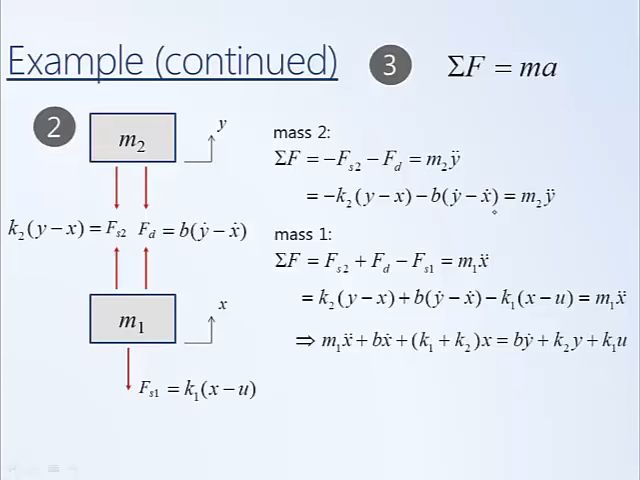 Example (continued)
3
ΣF = ma
2
m₂
y
mass 2:
ΣF = −F_{s2} − F_d = m₂ÿ
= −k₂(y−x) − b(ẏ−ẋ) = m₂ÿ
k₂(y−x) = F_{s2} F_d = b(ẏ−ẋ)
mass 1:
ΣF = F_{s2} + F_d − F_{s1} = m₁ẍ
= k₂(y−x) + b(ẏ−ẋ) − k₁(x−u) = m₁ẍ
m₁
x
⇒ m₁ẍ + bẋ + (k₁ + k₂)x = bẏ + k₂y + k₁u
F_{s1} = k₁(x−u)